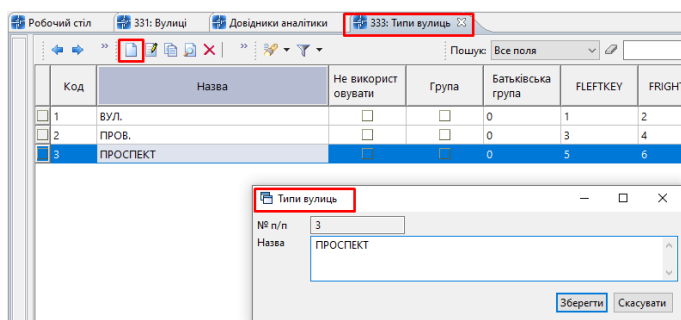 Робочий стіл 331: Вулиці Довідники аналітики 333: Типи вулиць
Пошук: Все поля
Код Назва Не використовувати Група Батьківська група FLEFTKEY FRIGHT
1 ВУЛ. 0 1 2
2 ПРОВ. 0 3 4
3 ПРОСПЕКТ 0 5 6
Типи вулиць
№ п/п 3
Назва ПРОСПЕКТ
Зберегти Скасувати